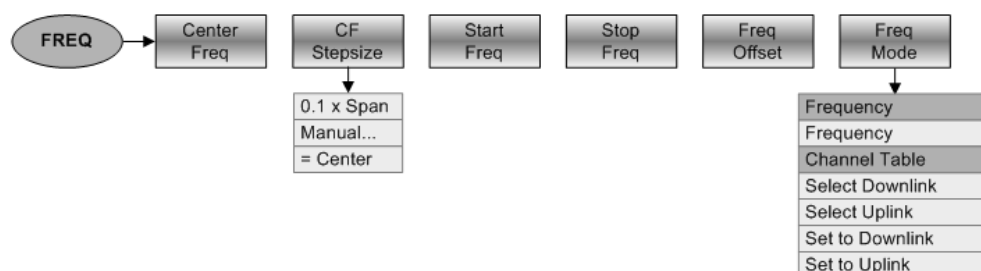 FREQ
Center
Freq
CF
Stepsize
Start
Freq
Stop
Freq
Freq
Offset
Freq
Mode
0.1 x Span
Manual...
= Center
Frequency
Frequency
Channel Table
Select Downlink
Select Uplink
Set to Downlink
Set to Uplink